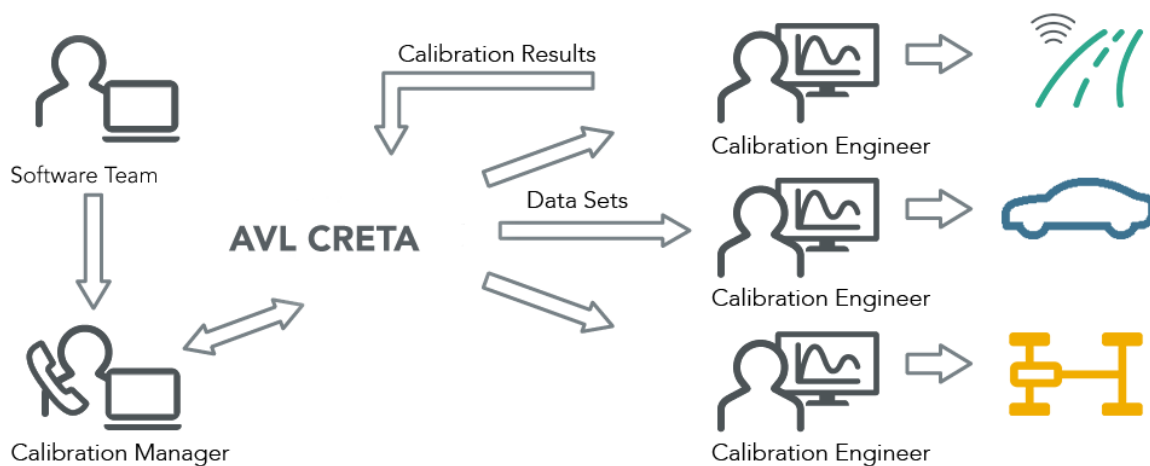 Calibration Results
Software Team
Calibration Engineer
Data Sets
AVL CRETA
Calibration Engineer
Calibration Manager
Calibration Engineer